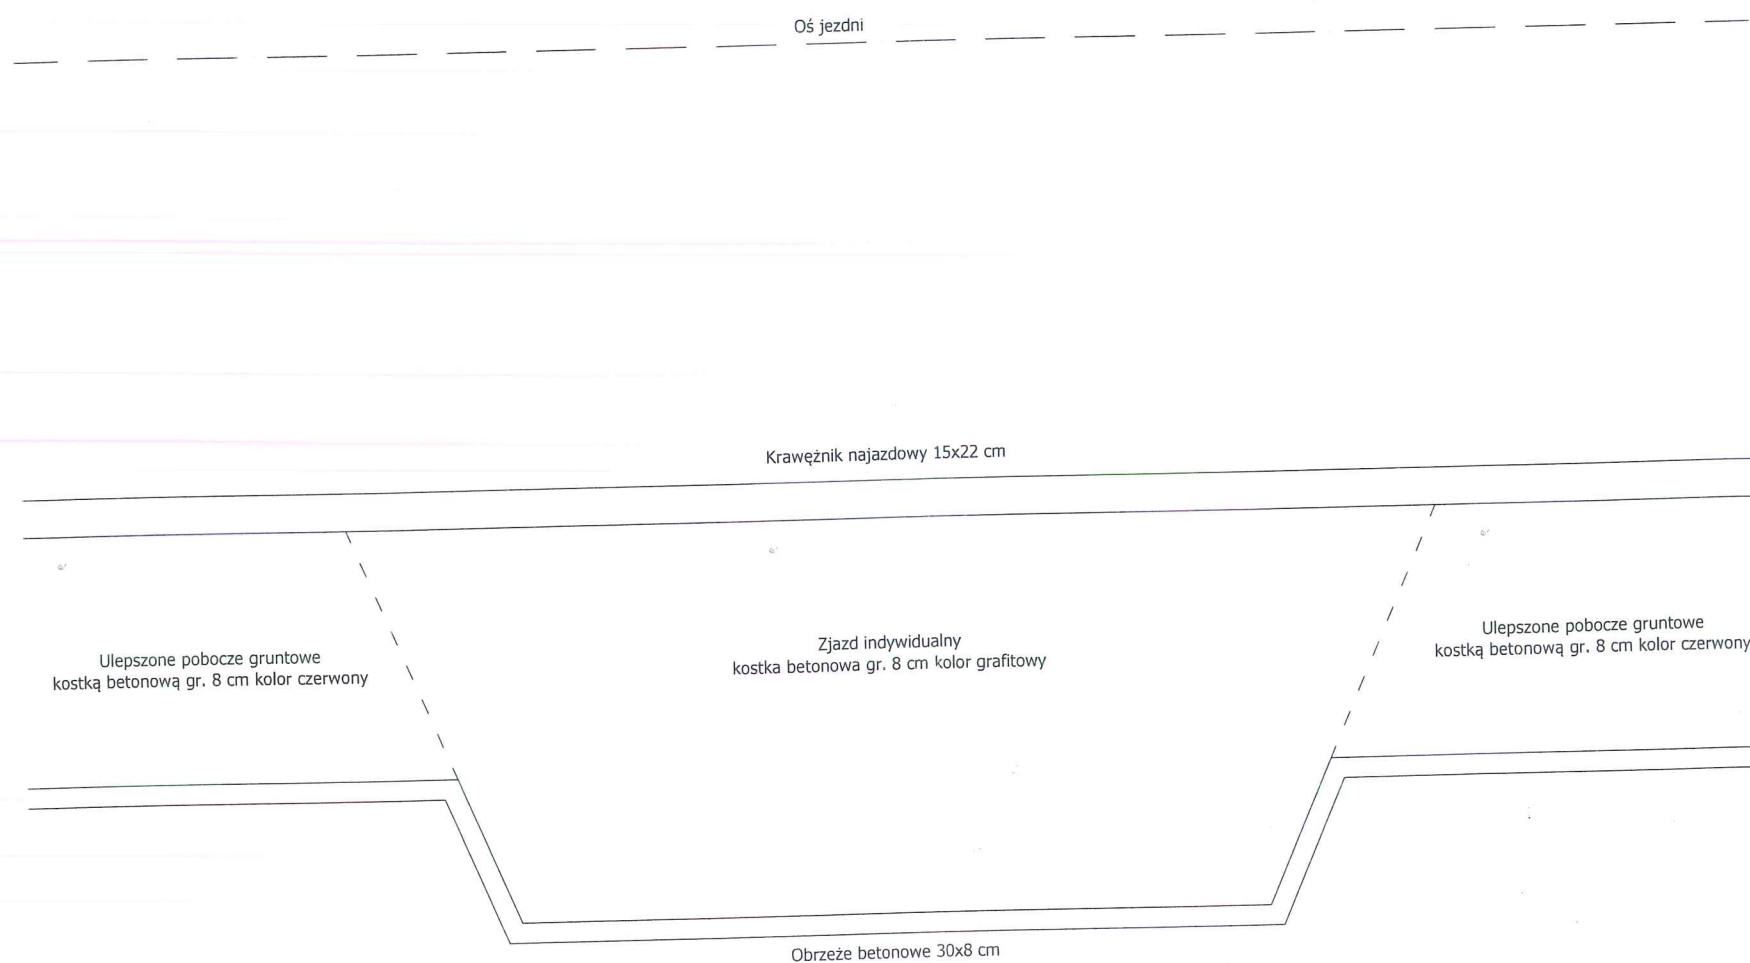 Oś jezdni
Krawężnik najazdowy 15x22 cm
Ulepszone pobocze gruntowe
kostką betonową gr. 8 cm kolor czerwony
Zjazd indywidualny
kostka betonowa gr. 8 cm kolor grafitowy
Ulepszone pobocze gruntowe
kostką betonową gr. 8 cm kolor czerwony
Obrzeże betonowe 30x8 cm